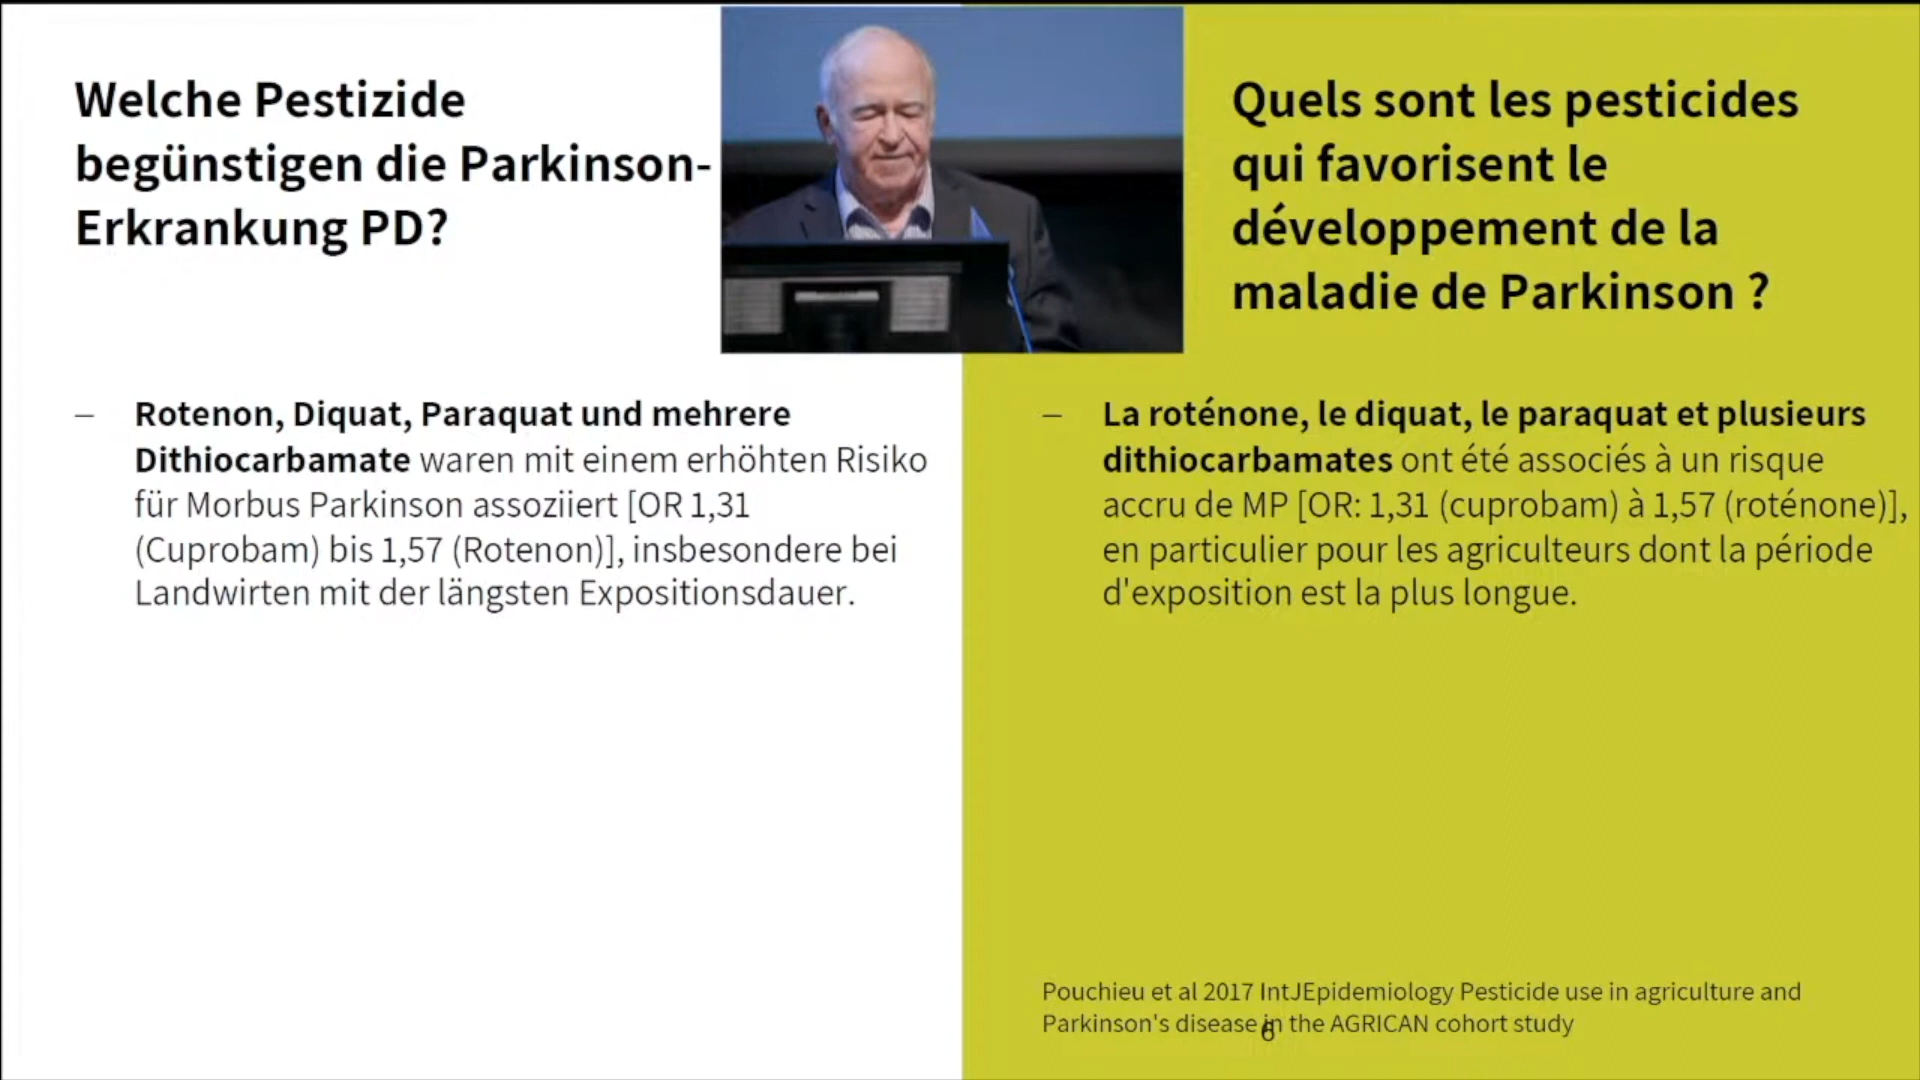 Welche Pestizide
begünstigen die Parkinson-
Erkrankung PD?
– Rotenon, Diquat, Paraquat und mehrere
Dithiocarbamate waren mit einem erhöhten Risiko
für Morbus Parkinson assoziiert [OR 1,31
(Cuprobam) bis 1,57 (Rotenon)], insbesondere bei
Landwirten mit der längsten Expositionsdauer.
Quels sont les pesticides
qui favorisent le
développement de la
maladie de Parkinson ?
– La roténone, le diquat, le paraquat et plusieurs
dithiocarbamates ont été associés à un risque
accru de MP [OR: 1,31 (cuprobam) à 1,57 (roténone)],
en particulier pour les agriculteurs dont la période
d'exposition est la plus longue.
Pouchieu et al 2017 IntJEpidemiology Pesticide use in agriculture and
Parkinson's disease in the AGRICAN cohort study
6